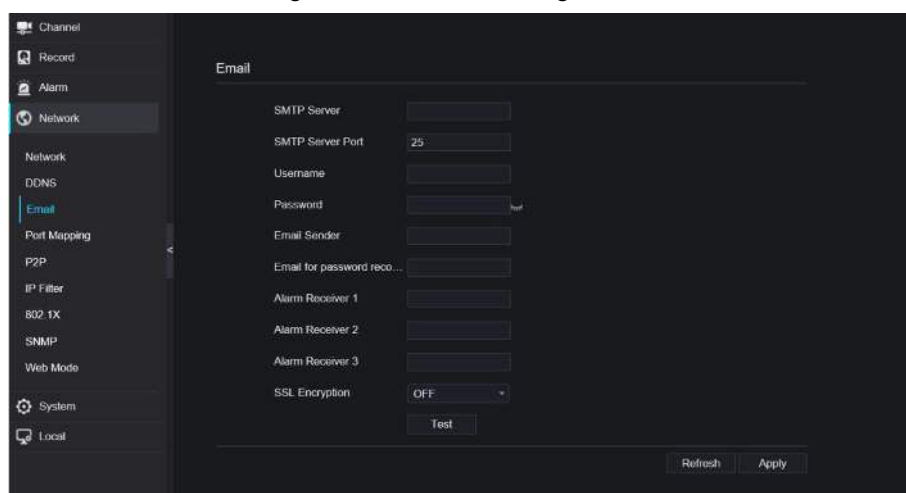 Channel
Record
Alarm
Network
Network
DDNS
Email
Port Mapping
P2P
IP Filter
802.1X
SNMP
Web Mode
System
Local
Email
SMTP Server
SMTP Server Port 25
Username
Password
Email Sender
Email for password reco...
Alarm Receiver 1
Alarm Receiver 2
Alarm Receiver 3
SSL Encryption OFF
Test
Refresh Apply